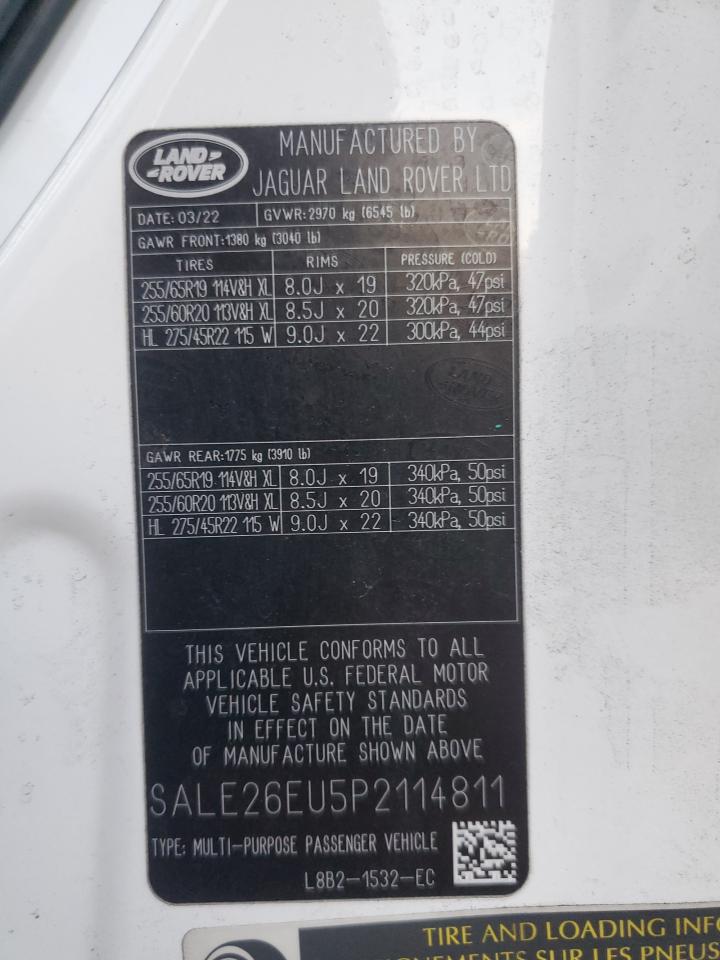 LAND ROVER
MANUFACTURED BY
JAGUAR LAND ROVER LTD
DATE: 03/22 GVWR: 2970 kg (6545 lb)
GAWR FRONT: 1380 kg (3040 lb)
TIRES RIMS PRESSURE (COLD)
255/65R19 114V&H XL 8.0J x 19 320kPa, 47psi
255/60R20 113V&H XL 8.5J x 20 320kPa, 47psi
HL 275/45R22 115 W 9.0J x 22 300kPa, 44psi
LAND ROVER
GAWR REAR: 1775 kg (3910 lb)
255/65R19 114V&H XL 8.0J x 19 340kPa, 50psi
255/60R20 113V&H XL 8.5J x 20 340kPa, 50psi
HL 275/45R22 115 W 9.0J x 22 340kPa, 50psi
THIS VEHICLE CONFORMS TO ALL
APPLICABLE U.S. FEDERAL MOTOR
VEHICLE SAFETY STANDARDS
IN EFFECT ON THE DATE
OF MANUFACTURE SHOWN ABOVE
SALE26EU5P2114811
TYPE: MULTI-PURPOSE PASSENGER VEHICLE
L8B2-1532-EC
TIRE AND LOADING
SUR LES PNEUS